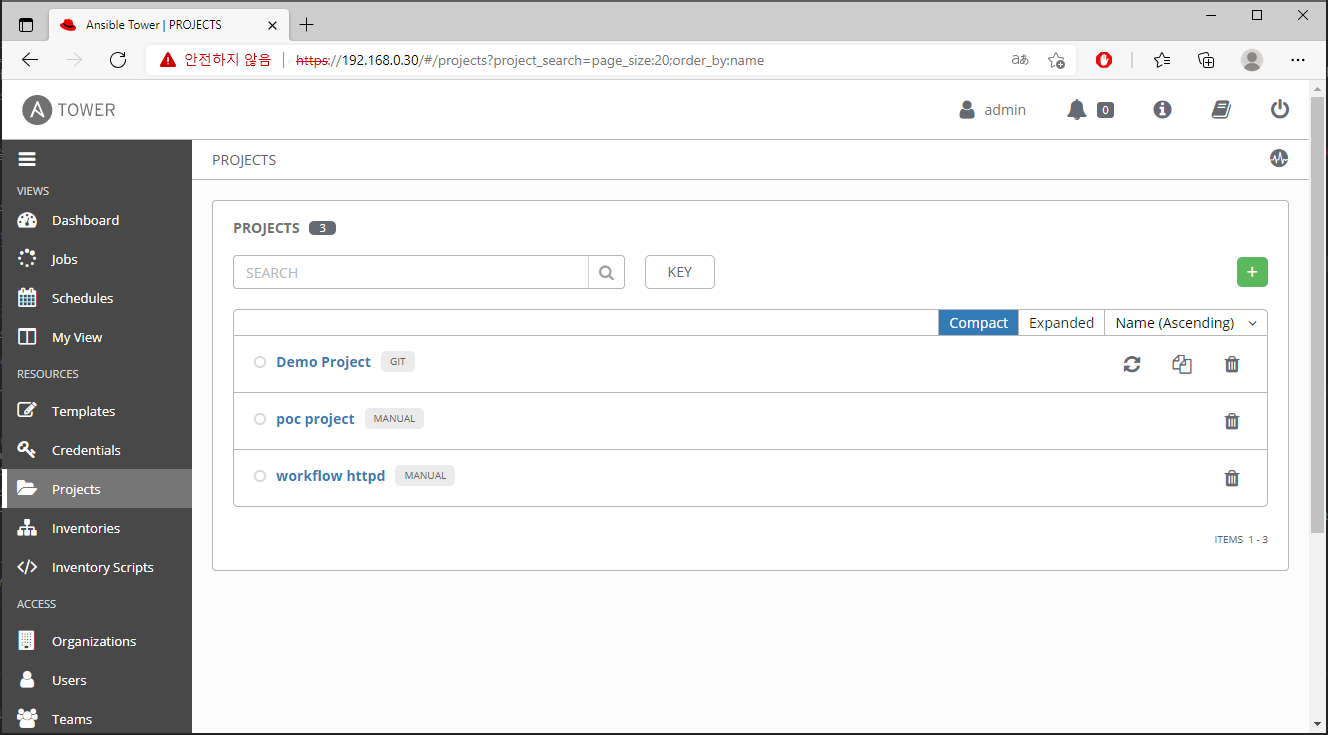 Ansible Tower | PROJECTS
안전하지 않음 https://192.168.0.30/#/projects?project_search=page_size:20;order_by:name aあ
A TOWER admin 0
PROJECTS
VIEWS
Dashboard
Jobs
Schedules
My View
RESOURCES
Templates
Credentials
Projects
Inventories
Inventory Scripts
ACCESS
Organizations
Users
Teams
PROJECTS 3
SEARCH KEY +
Compact Expanded Name (Ascending)
Demo Project GIT
poc project MANUAL
workflow httpd MANUAL
ITEMS 1 - 3